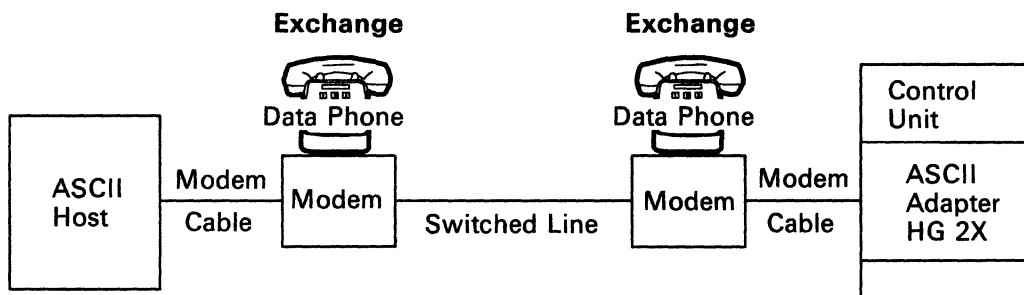 Exchange
Exchange
Data Phone
Data Phone
Control
Unit
ASCII
Host
Modem
Cable
Modem
Switched Line
Modem
Modem
Cable
ASCII
Adapter
HG 2X